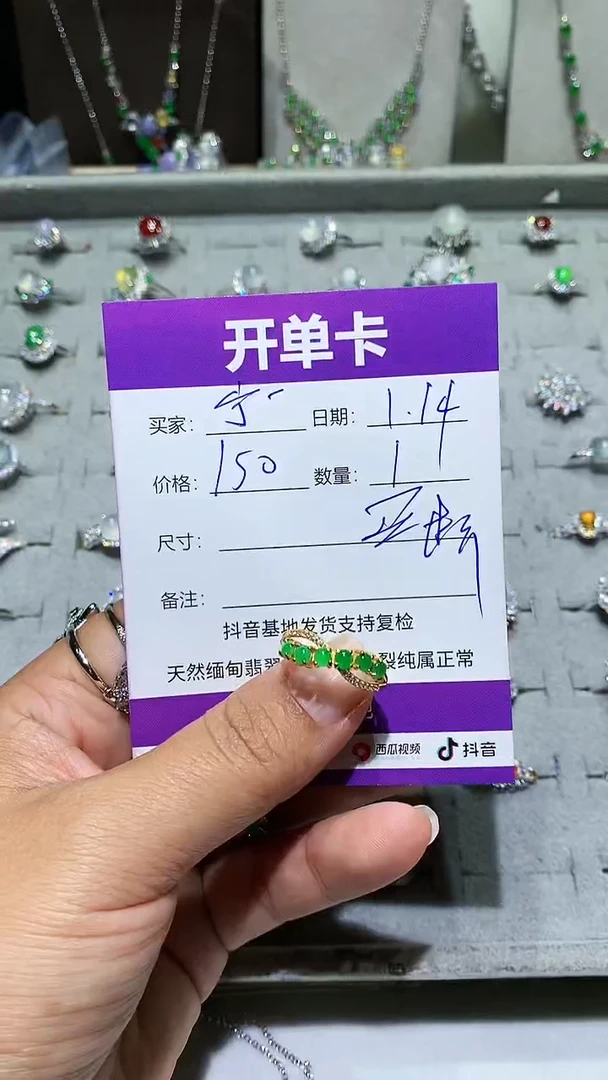 开单卡
买家: 日期: 1.14
价格: 150 数量: 1
尺寸:
备注:
抖音基地发货支持复检
天然缅甸翡翠 裂纯属正常
西瓜视频 抖音